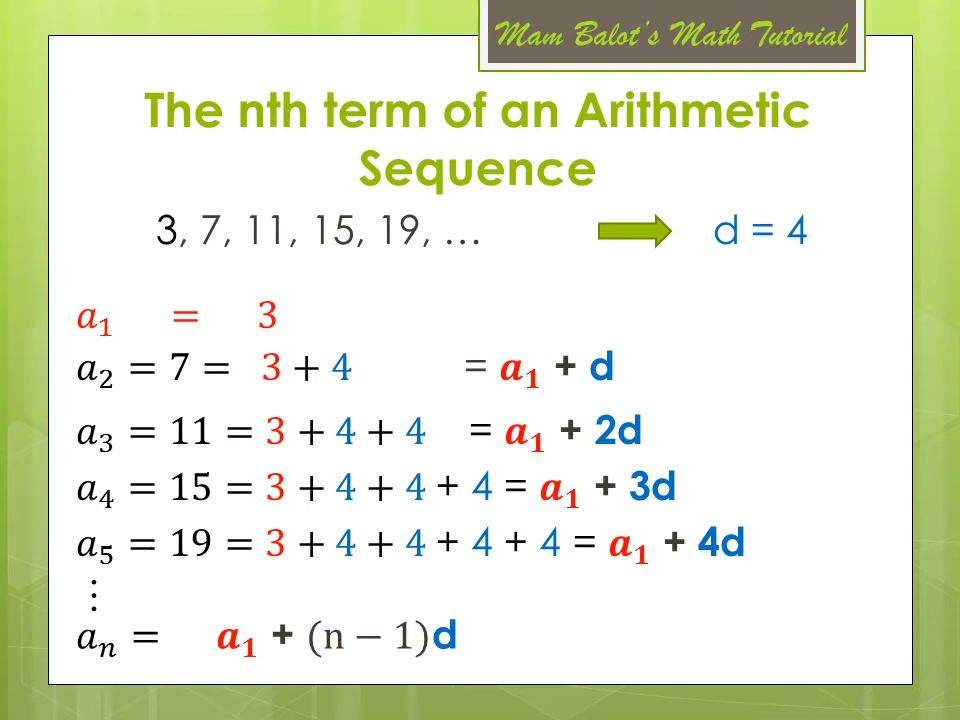 Mam Balot's Math Tutorial
The nth term of an Arithmetic
Sequence
3, 7, 11, 15, 19, … d = 4
a₁ = 3
a₂ = 7 = 3 + 4 = a₁ + d
a₃ = 11 = 3 + 4 + 4 = a₁ + 2d
a₄ = 15 = 3 + 4 + 4 + 4 = a₁ + 3d
a₅ = 19 = 3 + 4 + 4 + 4 + 4 = a₁ + 4d
⋮
aₙ = a₁ + (n − 1)d